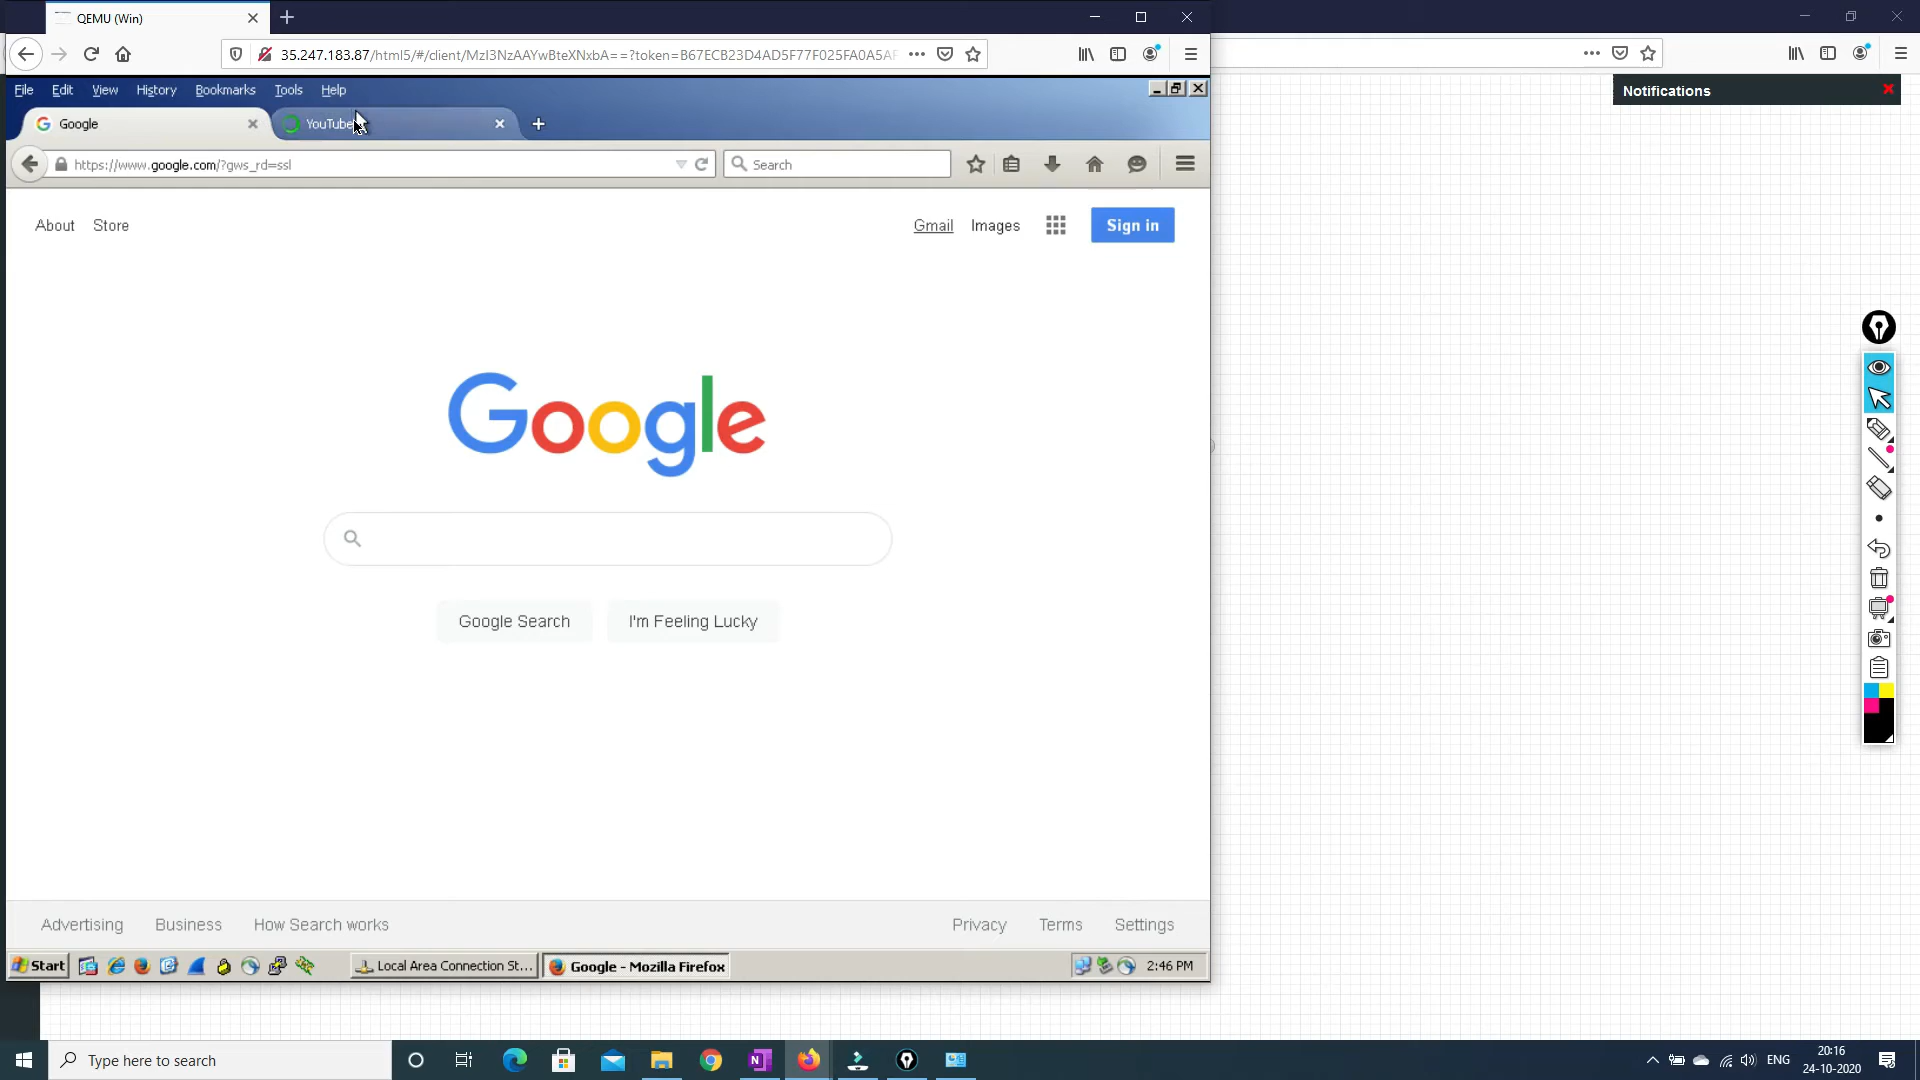 QEMU (Win)
35.247.183.87/html5/#/client/MzI3NzAAYwBteXNxbA==?token=B67ECB23D4AD5F77F025FA0A5AF
Notifications
File Edit View History Bookmarks Tools Help
Google
YouTube
https://www.google.com/?gws_rd=ssl
Search
About Store
Gmail Images
Sign in
Google
Google Search
I'm Feeling Lucky
Advertising Business How Search works
Privacy Terms Settings
Start
Local Area Connection St...
Google - Mozilla Firefox
2:46 PM
Type here to search
ENG
20:16
24-10-2020